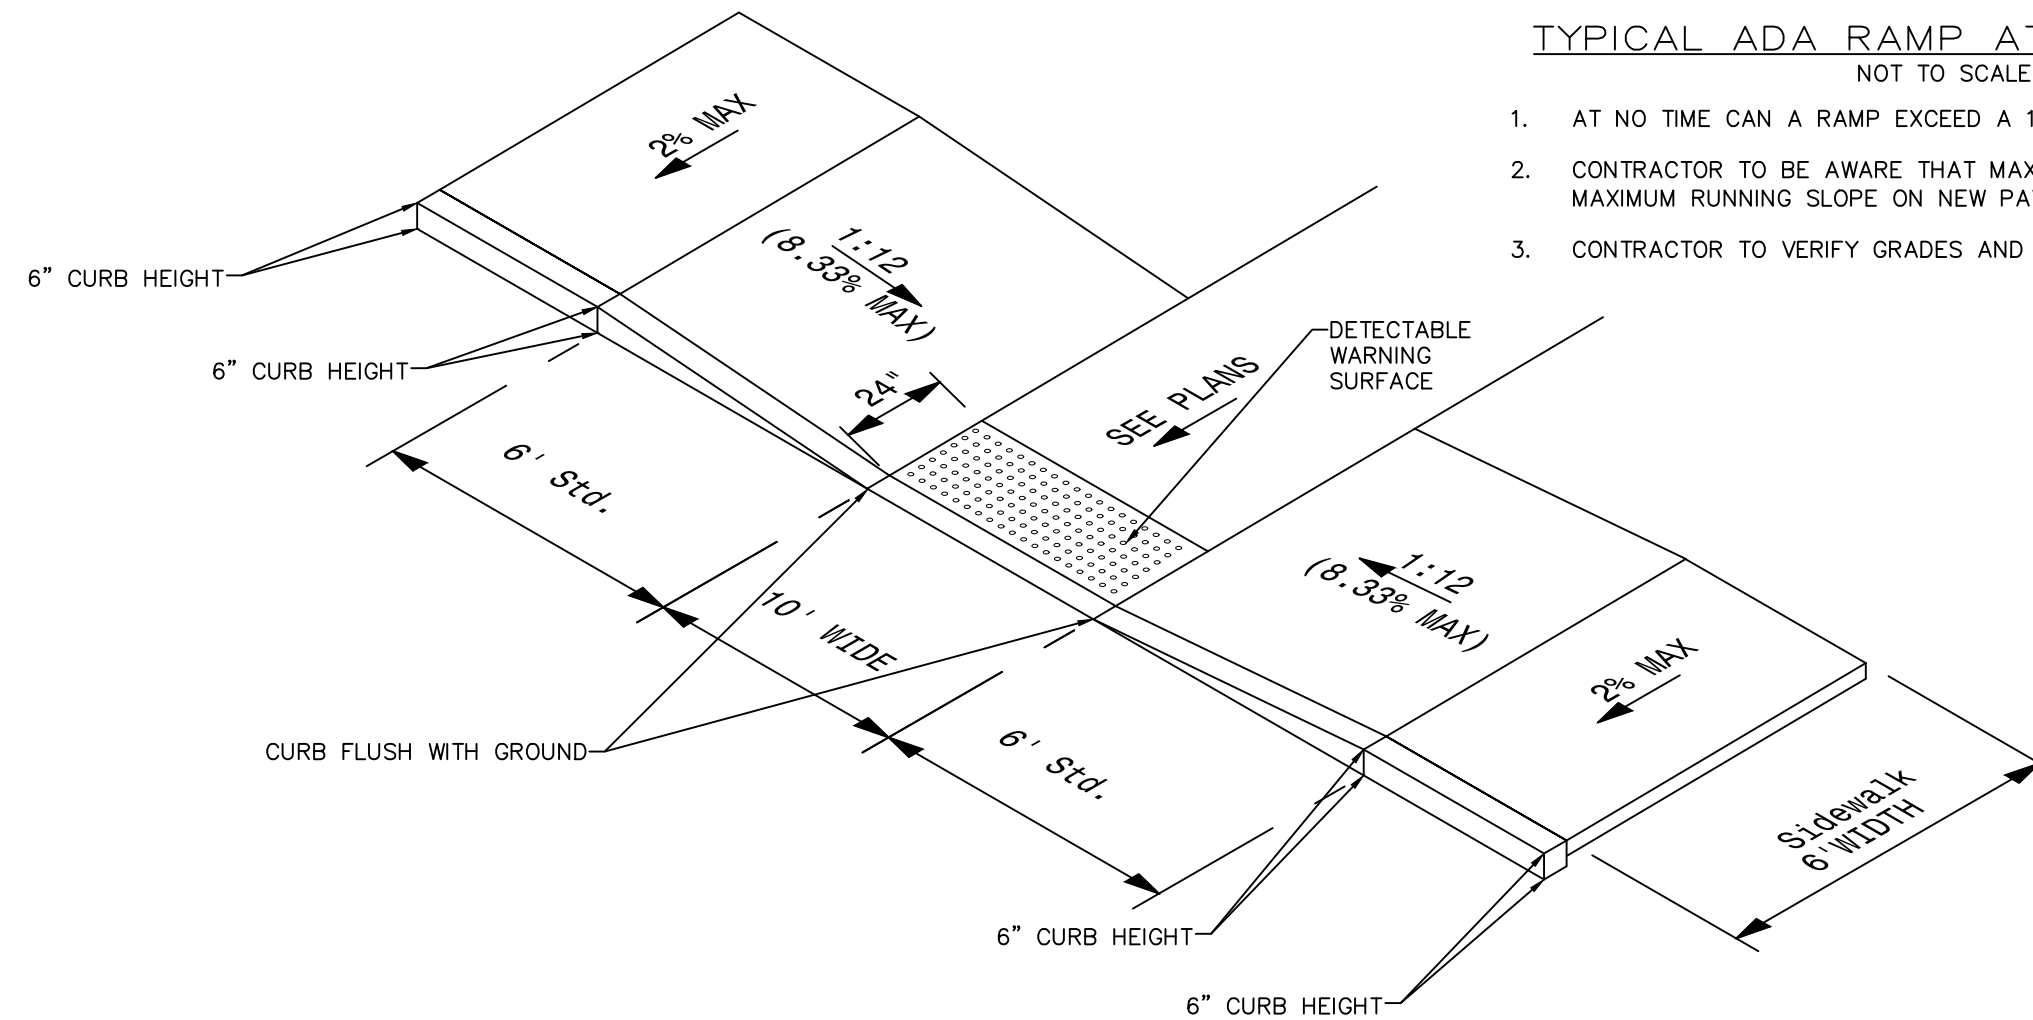 TYPICAL ADA RAMP AT
NOT TO SCALE
1. AT NO TIME CAN A RAMP EXCEED A 1
2. CONTRACTOR TO BE AWARE THAT MAX
MAXIMUM RUNNING SLOPE ON NEW PA
3. CONTRACTOR TO VERIFY GRADES AND
2% MAX
1:12
(8.33% MAX)
6” CURB HEIGHT
6” CURB HEIGHT
24"
SEE PLANS
DETECTABLE
WARNING
SURFACE
6' Std.
10' WIDE
1:12
(8.33% MAX)
2% MAX
CURB FLUSH WITH GROUND
6' Std.
Sidewalk
6'WIDTH
6” CURB HEIGHT
6” CURB HEIGHT